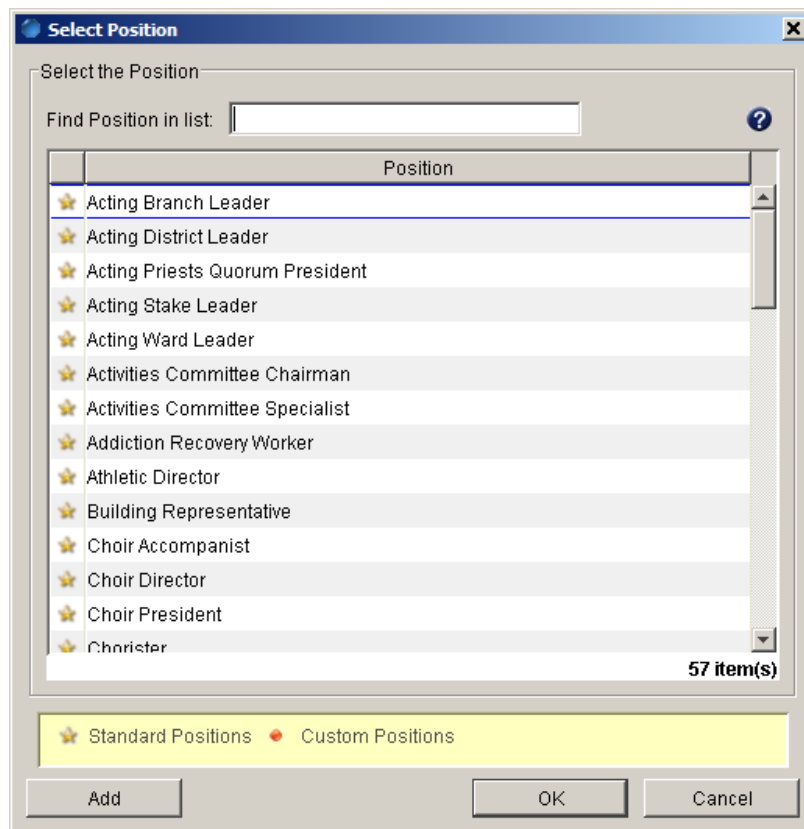 Select Position
Select the Position
Find Position in list:
?
Position
Acting Branch Leader
Acting District Leader
Acting Priests Quorum President
Acting Stake Leader
Acting Ward Leader
Activities Committee Chairman
Activities Committee Specialist
Addiction Recovery Worker
Athletic Director
Building Representative
Choir Accompanist
Choir Director
Choir President
Chorister
57 item(s)
Standard Positions Custom Positions
Add OK Cancel